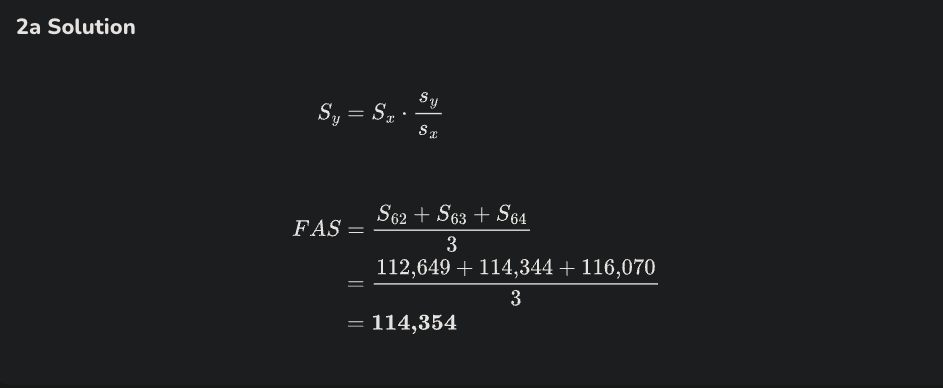 2a Solution
S_y = S_x · s_y / s_x
FAS = (S_62 + S_63 + S_64) / 3
= (112,649 + 114,344 + 116,070) / 3
= 114,354